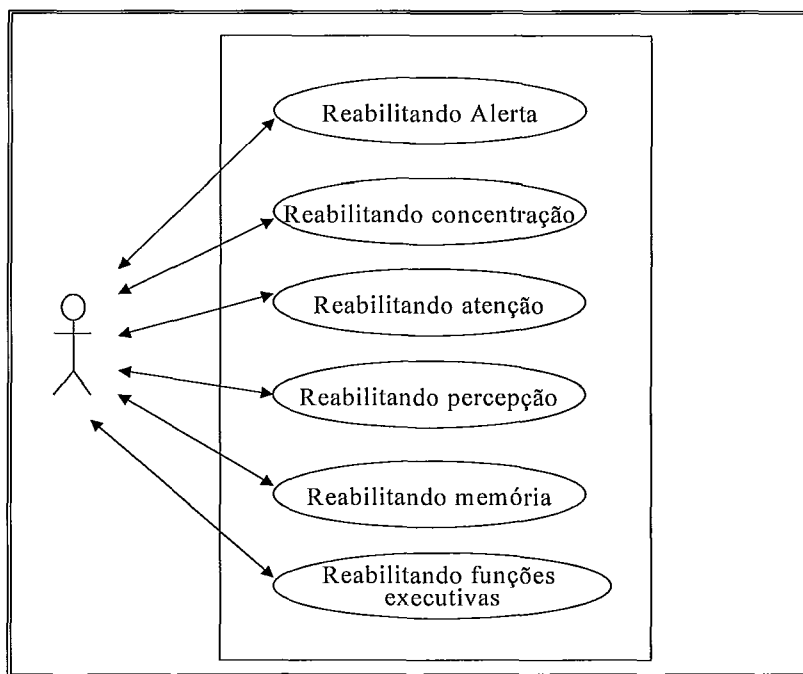 Reabilitando Alerta
Reabilitando concentração
Reabilitando atenção
Reabilitando percepção
Reabilitando memória
Reabilitando funções
executivas